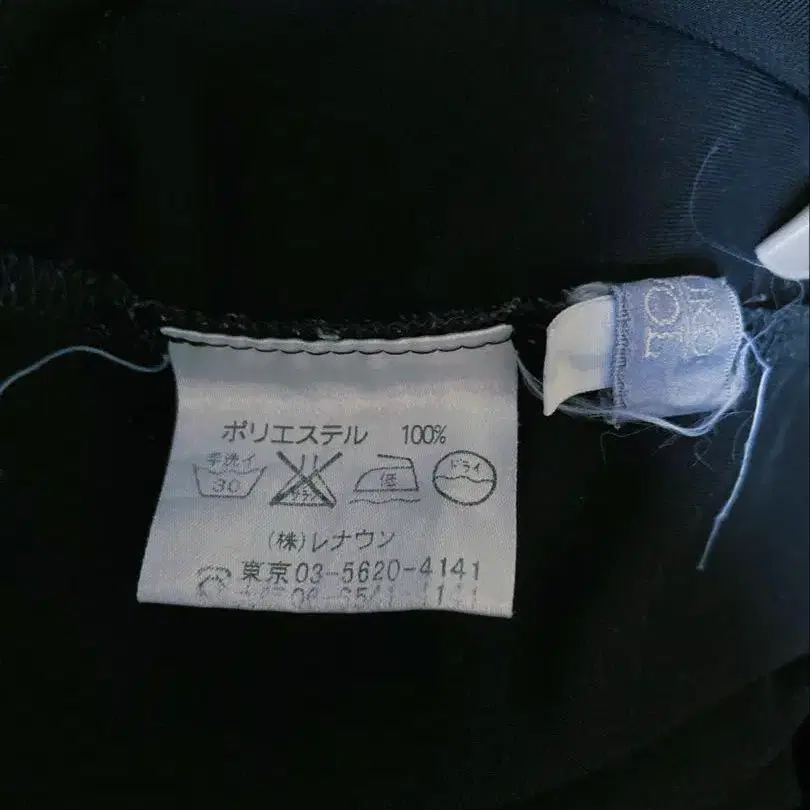 ポリエステル 100%
手洗イ
30
低
ドライ
(株)レナウン
東京03-5620-4141